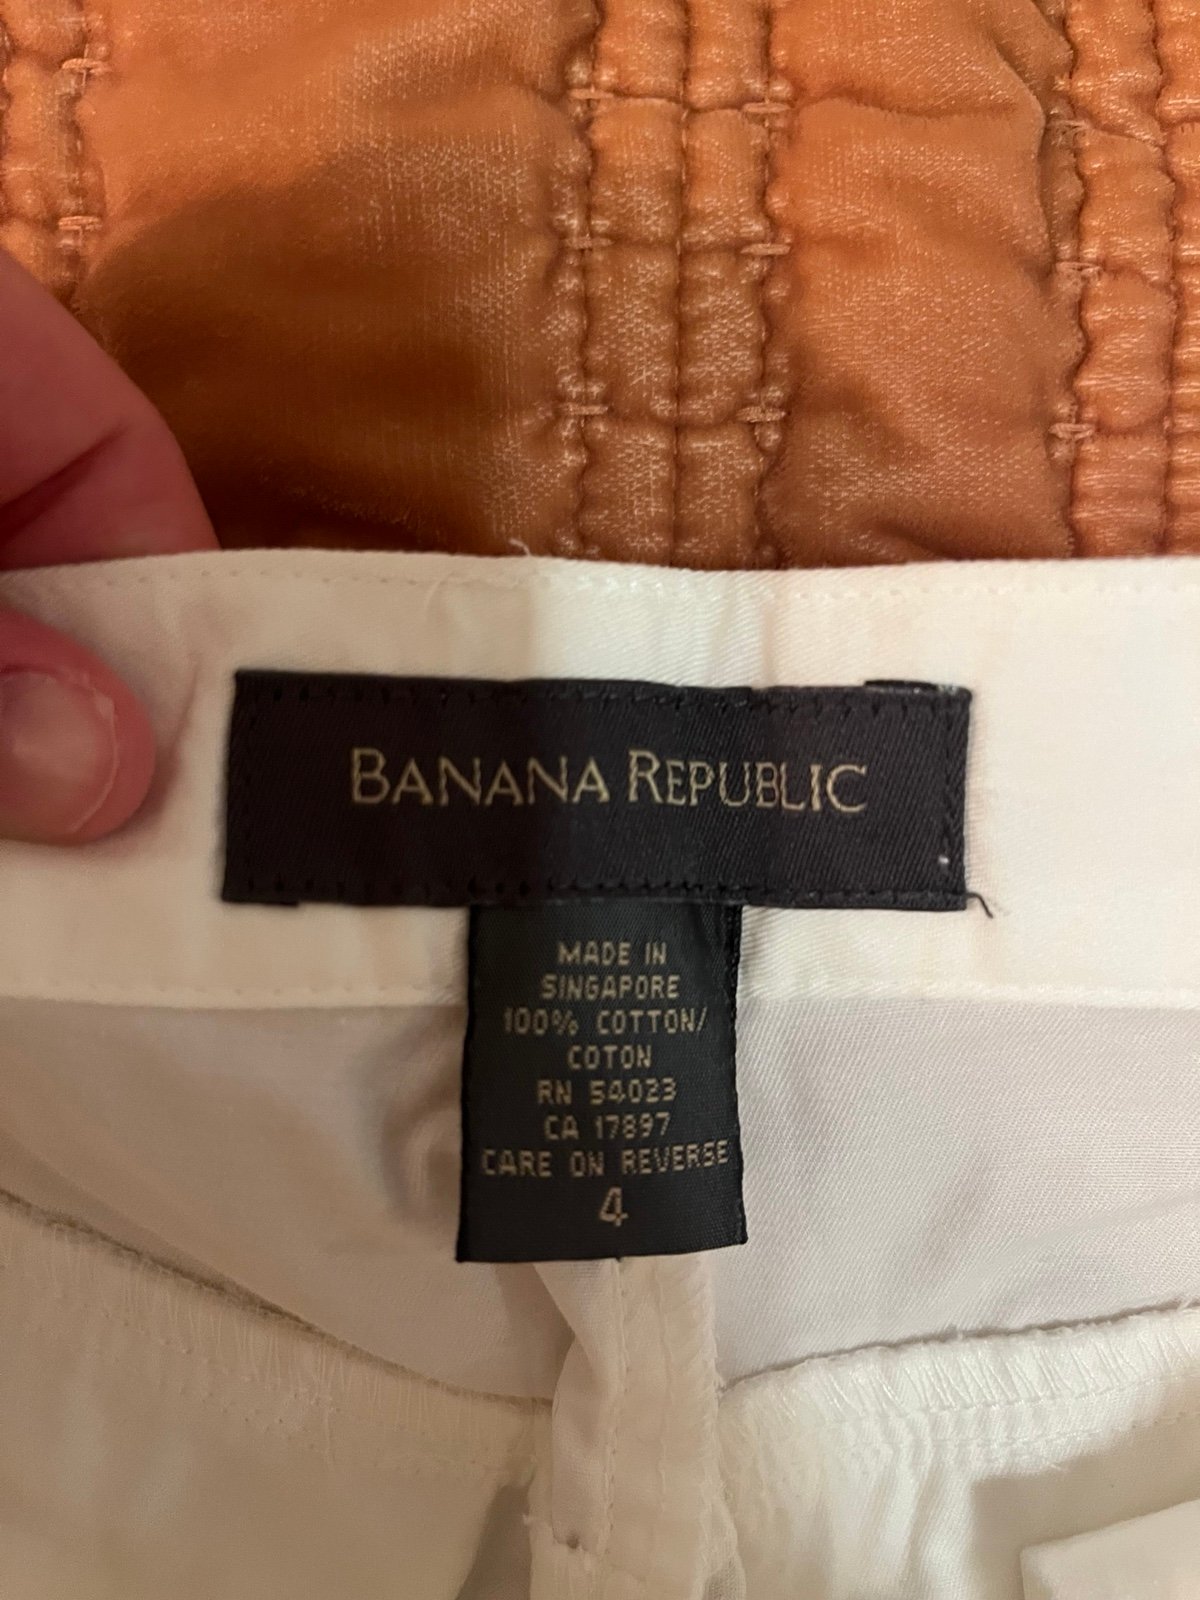 BANANA REPUBLIC
MADE IN
SINGAPORE
100% COTTON/
COTON
RN 54023
CA 17897
CARE ON REVERSE
4